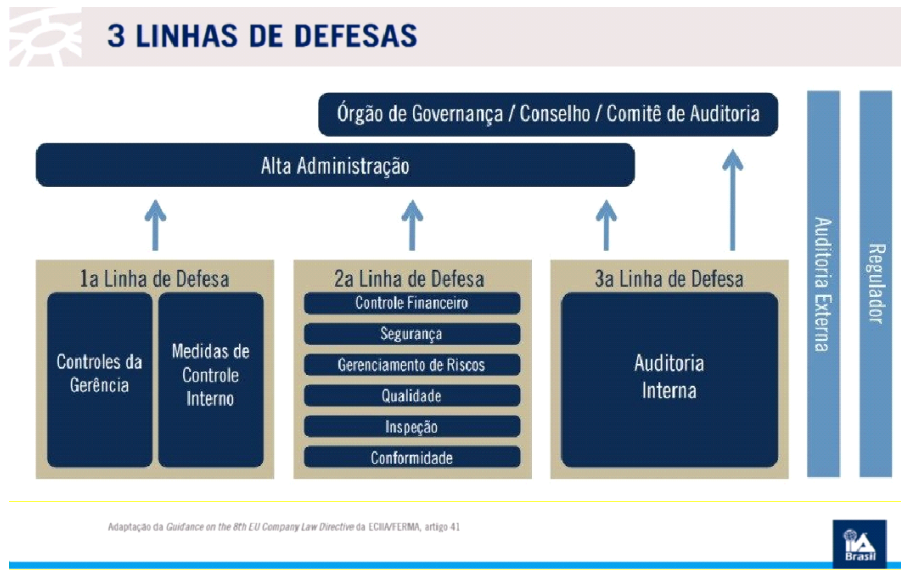 3 LINHAS DE DEFESAS
Órgão de Governança / Conselho / Comitê de Auditoria
Alta Administração
1a Linha de Defesa
Controles da
Gerência
Medidas de
Controle
Interno
2a Linha de Defesa
Controle Financeiro
Segurança
Gerenciamento de Riscos
Qualidade
Inspeção
Conformidade
3a Linha de Defesa
Auditoria
Interna
Auditoria Externa
Regulador
Adaptação da Guidance on the 8th EU Company Law Directive da ECIIA/FERMA, artigo 41
IIA
Brasil